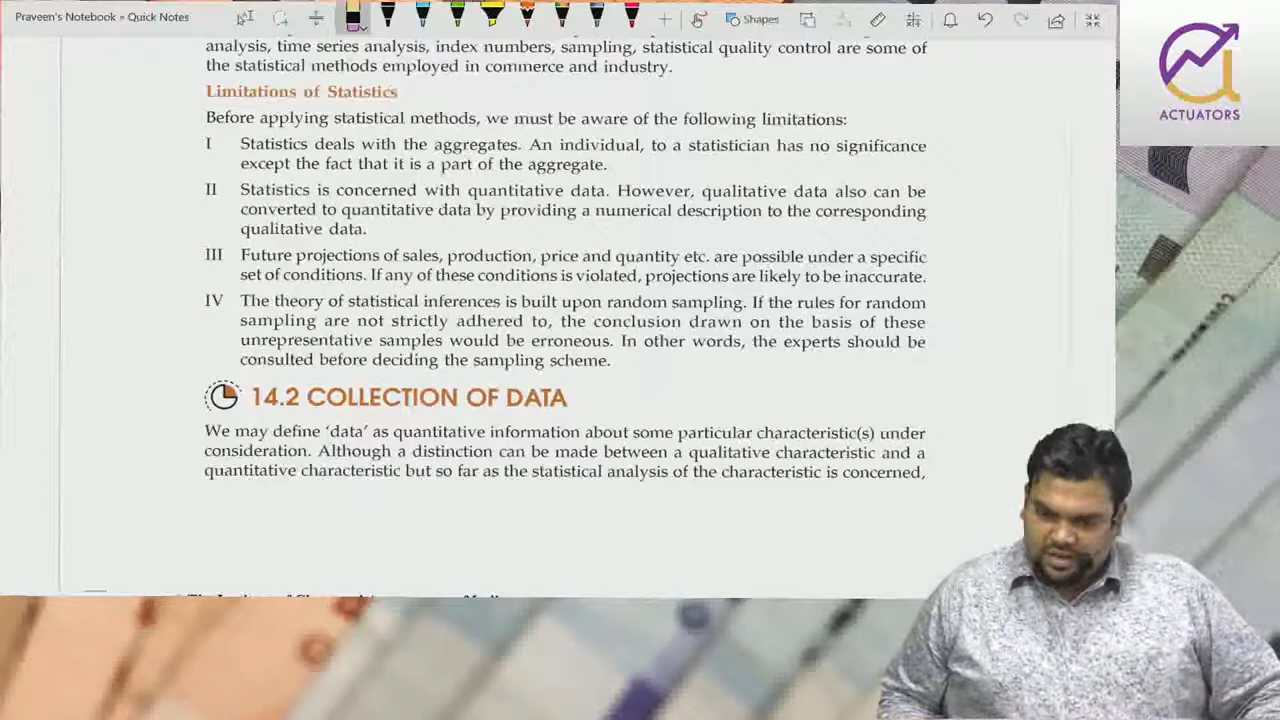 Praveen's Notebook » Quick Notes
Shapes
ACTUATORS
analysis, time series analysis, index numbers, sampling, statistical quality control are some of
the statistical methods employed in commerce and industry.
Limitations of Statistics
Before applying statistical methods, we must be aware of the following limitations:
I Statistics deals with the aggregates. An individual, to a statistician has no significance
except the fact that it is a part of the aggregate.
II Statistics is concerned with quantitative data. However, qualitative data also can be
converted to quantitative data by providing a numerical description to the corresponding
qualitative data.
III Future projections of sales, production, price and quantity etc. are possible under a specific
set of conditions. If any of these conditions is violated, projections are likely to be inaccurate.
IV The theory of statistical inferences is built upon random sampling. If the rules for random
sampling are not strictly adhered to, the conclusion drawn on the basis of these
unrepresentative samples would be erroneous. In other words, the experts should be
consulted before deciding the sampling scheme.
14.2 COLLECTION OF DATA
We may define 'data' as quantitative information about some particular characteristic(s) under
consideration. Although a distinction can be made between a qualitative characteristic and a
quantitative characteristic but so far as the statistical analysis of the characteristic is concerned,